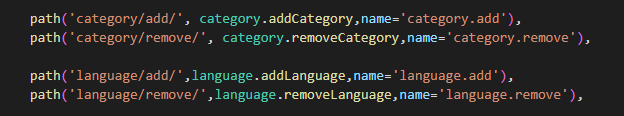 path('category/add/', category.addCategory,name='category.add'),
path('category/remove/', category.removeCategory,name='category.remove'),
path('language/add/',language.addLanguage,name='language.add'),
path('language/remove/',language.removeLanguage,name='language.remove'),